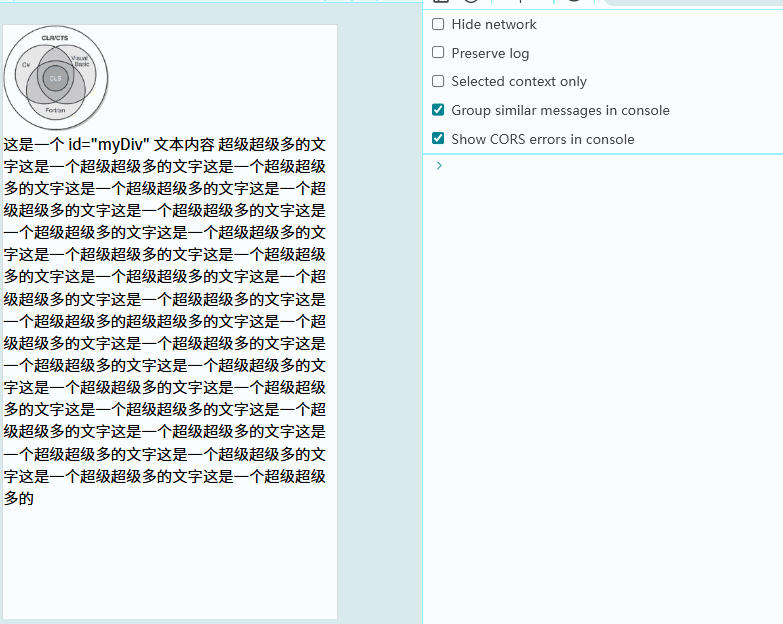 CLR/CTS
C#
Visual
Basic
CLS
Fortran
这是一个 id="myDiv" 文本内容 超级超级多的文
字这是一个超级超级多的文字这是一个超级超级
多的文字这是一个超级超级多的文字这是一个超
级超级多的文字这是一个超级超级多的文字这是
一个超级超级多的文字这是一个超级超级多的文
字这是一个超级超级多的文字这是一个超级超级
多的文字这是一个超级超级多的文字这是一个超
级超级多的文字这是一个超级超级多的文字这是
一个超级超级多的超级超级多的文字这是一个超
级超级多的文字这是一个超级超级多的文字这是
一个超级超级多的文字这是一个超级超级多的文
字这是一个超级超级多的文字这是一个超级超级
多的文字这是一个超级超级多的文字这是一个超
级超级多的文字这是一个超级超级多的文字这是
一个超级超级多的文字这是一个超级超级多的文
字这是一个超级超级多的文字这是一个超级超级
多的
Hide network
Preserve log
Selected context only
Group similar messages in console
Show CORS errors in console